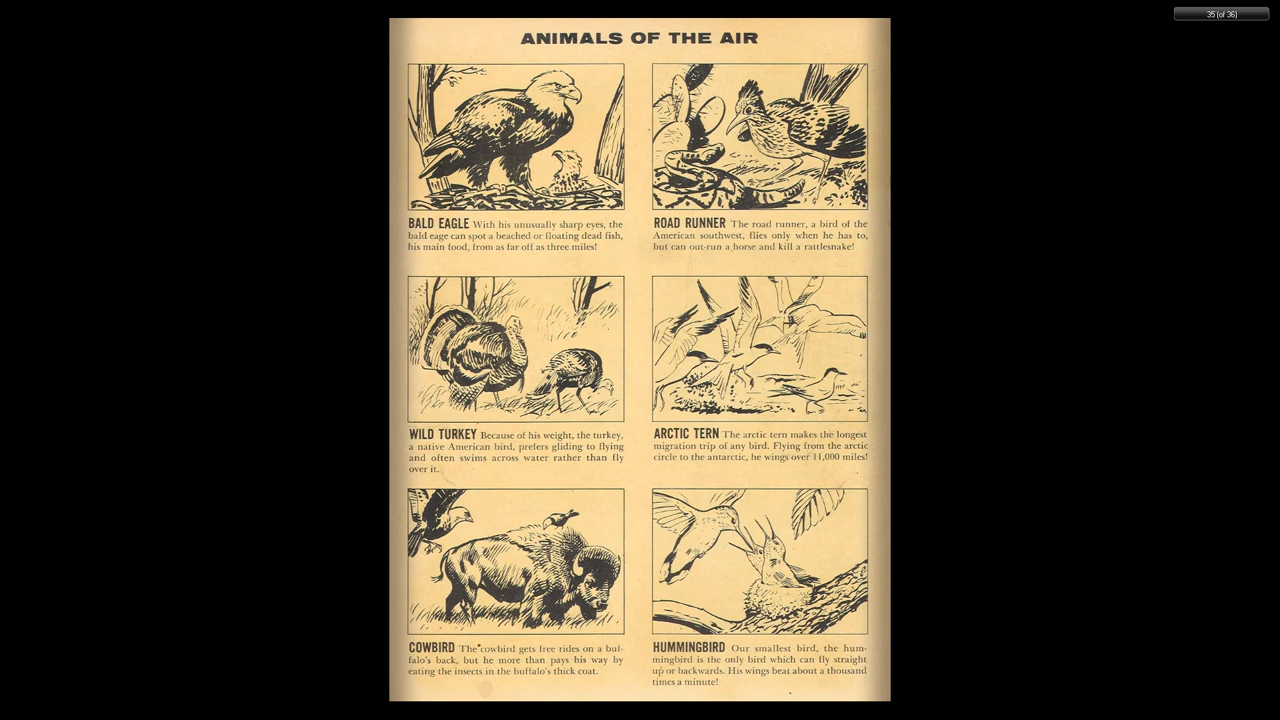 35 (of 36)
ANIMALS OF THE AIR
BALD EAGLE With his unusually sharp eyes, the
bald eage can spot a beached or floating dead fish,
his main food, from as far off as three miles!
ROAD RUNNER The road runner, a bird of the
American southwest, flies only when he has to,
but can out-run a horse and kill a rattlesnake!
WILD TURKEY Because of his weight, the turkey,
a native American bird, prefers gliding to flying
and often swims across water rather than fly
over it.
ARCTIC TERN The arctic tern makes the longest
migration trip of any bird. Flying from the arctic
circle to the antarctic, he wings over 11,000 miles!
COWBIRD The cowbird gets free rides on a buf-
falo's back, but he more than pays his way by
eating the insects in the buffalo's thick coat.
HUMMINGBIRD Our smallest bird, the hum-
mingbird is the only bird which can fly straight
up or backwards. His wings beat about a thousand
times a minute!